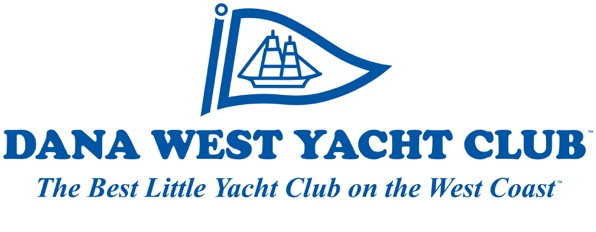 DANA WEST YACHT CLUB™
The Best Little Yacht Club on the West Coast™